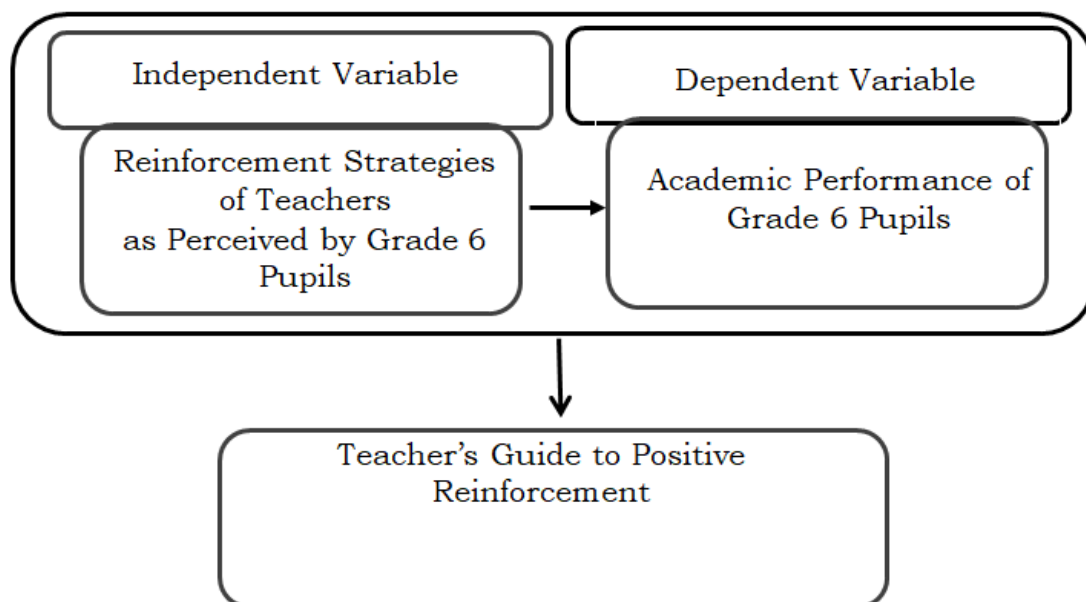 Independent Variable
Dependent Variable
Reinforcement Strategies
of Teachers
as Perceived by Grade 6
Pupils
Academic Performance of
Grade 6 Pupils
Teacher’s Guide to Positive
Reinforcement